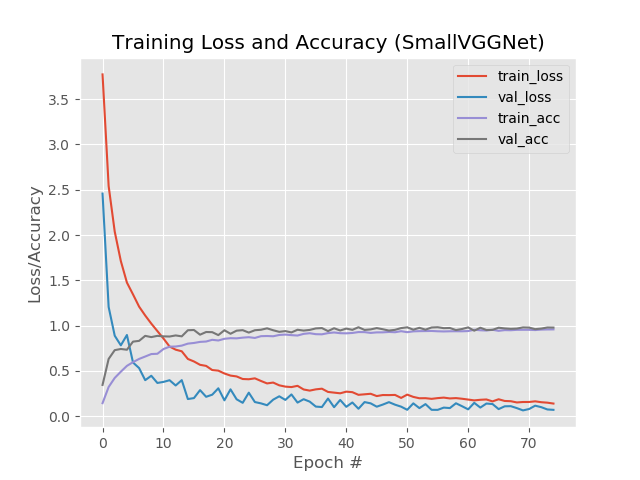 Training Loss and Accuracy (SmallVGGNet)
train_loss
val_loss
train_acc
val_acc
Loss/Accuracy
3.5
3.0
2.5
2.0
1.5
1.0
0.5
0.0
0 10 20 30 40 50 60 70
Epoch #